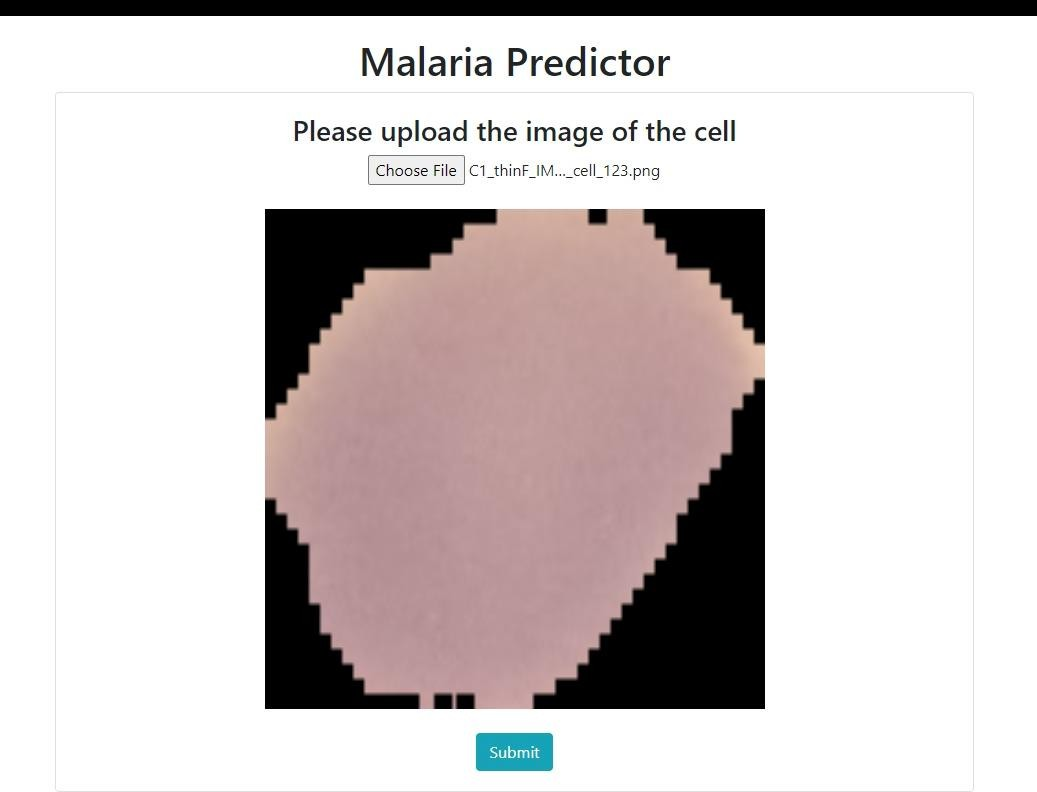 Malaria Predictor
Please upload the image of the cell
Choose File C1_thinF_IM..._cell_123.png
Submit